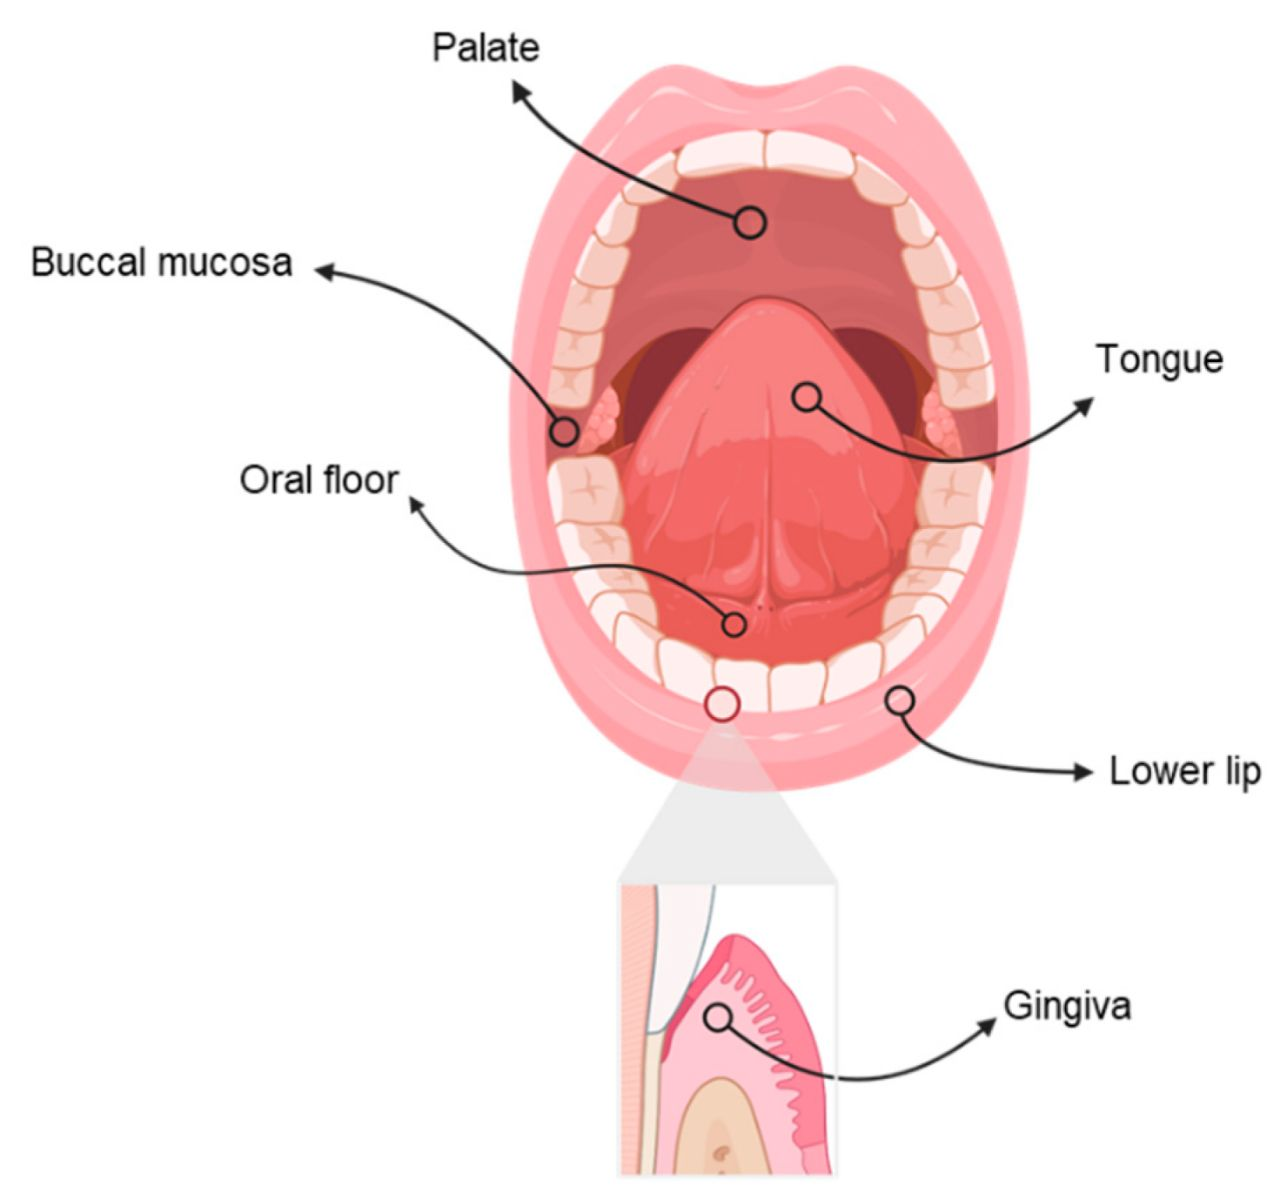 Palate
Buccal mucosa
Tongue
Oral floor
Lower lip
Gingiva